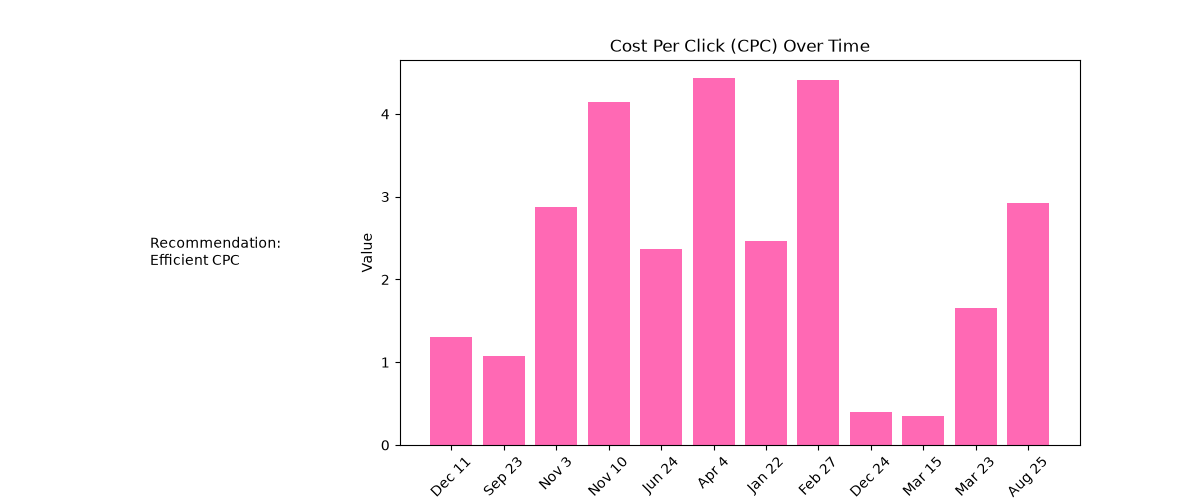 Cost Per Click (CPC) Over Time
Recommendation:
Efficient CPC
Value
4
3
2
1
0
Dec 11
Sep 23
Nov 3
Nov 10
Jun 24
Apr 4
Jan 22
Feb 27
Dec 24
Mar 15
Mar 23
Aug 25